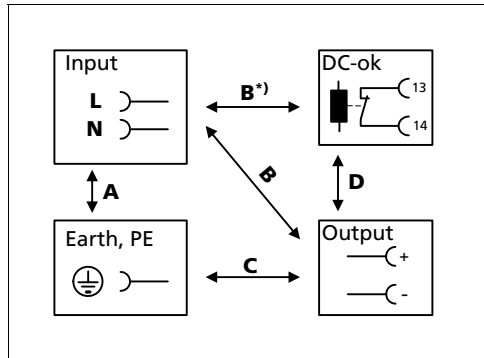 Input
L
N
B*)
DC-ok
13
14
A
B
D
Earth, PE
C
Output
+
-